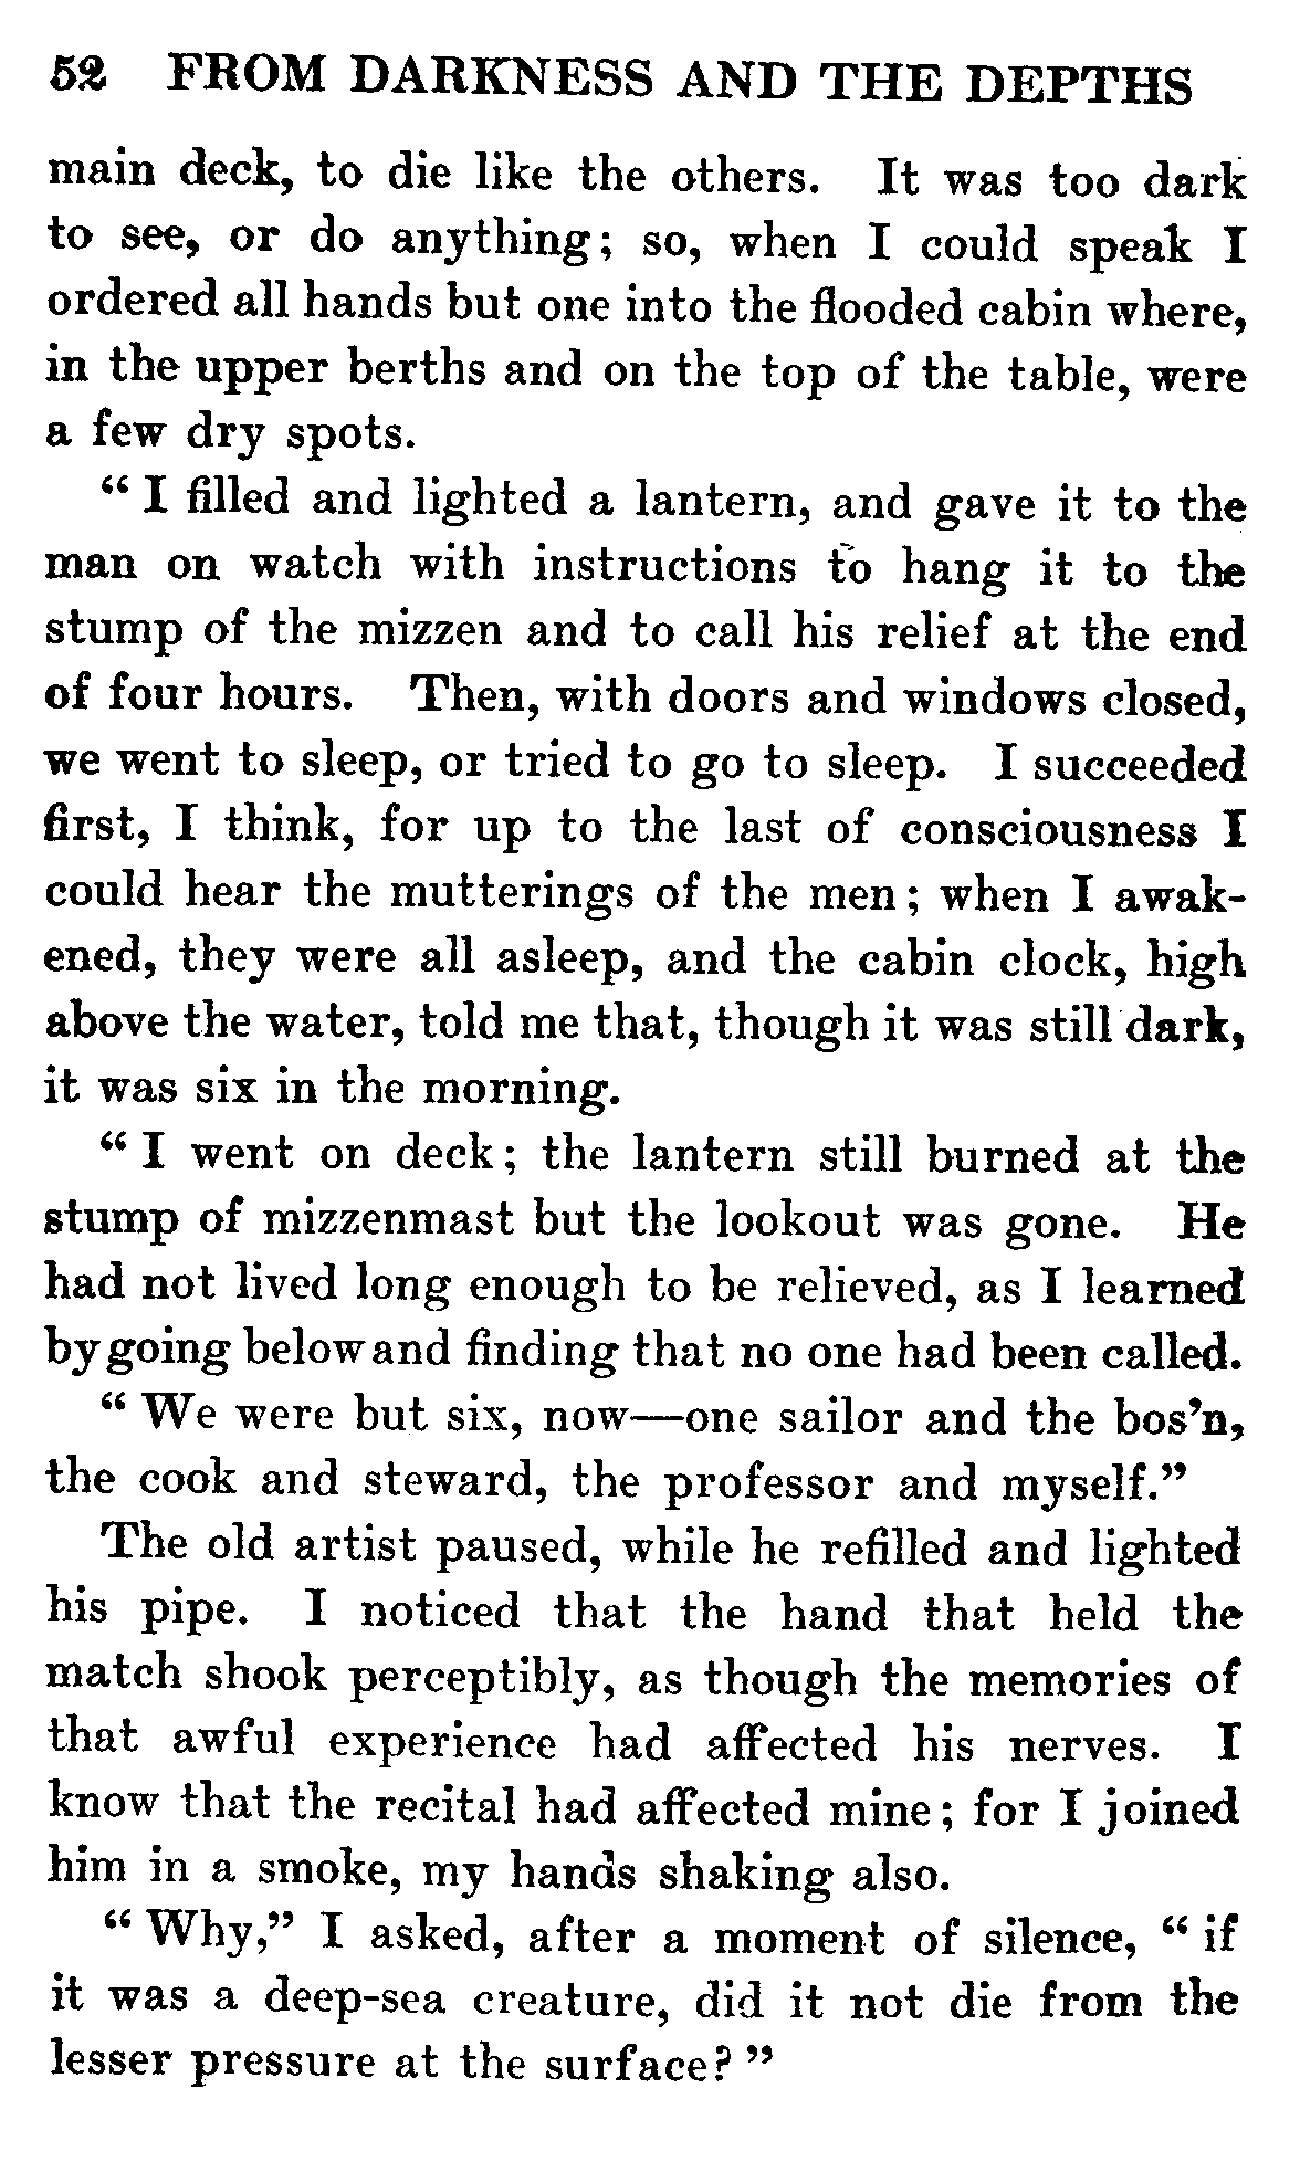 52 FROM DARKNESS AND THE DEPTHS
main deck, to die like the others. It was too dark
to see, or do anything; so, when I could speak I
ordered all hands but one into the flooded cabin where,
in the upper berths and on the top of the table, were
a few dry spots.
“I filled and lighted a lantern, and gave it to the
man on watch with instructions to hang it to the
stump of the mizzen and to call his relief at the end
of four hours. Then, with doors and windows closed,
we went to sleep, or tried to go to sleep. I succeeded
first, I think, for up to the last of consciousness I
could hear the mutterings of the men; when I awak-
ened, they were all asleep, and the cabin clock, high
above the water, told me that, though it was still dark,
it was six in the morning.
“I went on deck; the lantern still burned at the
stump of mizzenmast but the lookout was gone. He
had not lived long enough to be relieved, as I learned
by going below and finding that no one had been called.
“We were but six, now—one sailor and the bos’n,
the cook and steward, the professor and myself.”
The old artist paused, while he refilled and lighted
his pipe. I noticed that the hand that held the
match shook perceptibly, as though the memories of
that awful experience had affected his nerves. I
know that the recital had affected mine; for I joined
him in a smoke, my hands shaking also.
“Why,” I asked, after a moment of silence, “if
it was a deep-sea creature, did it not die from the
lesser pressure at the surface?”